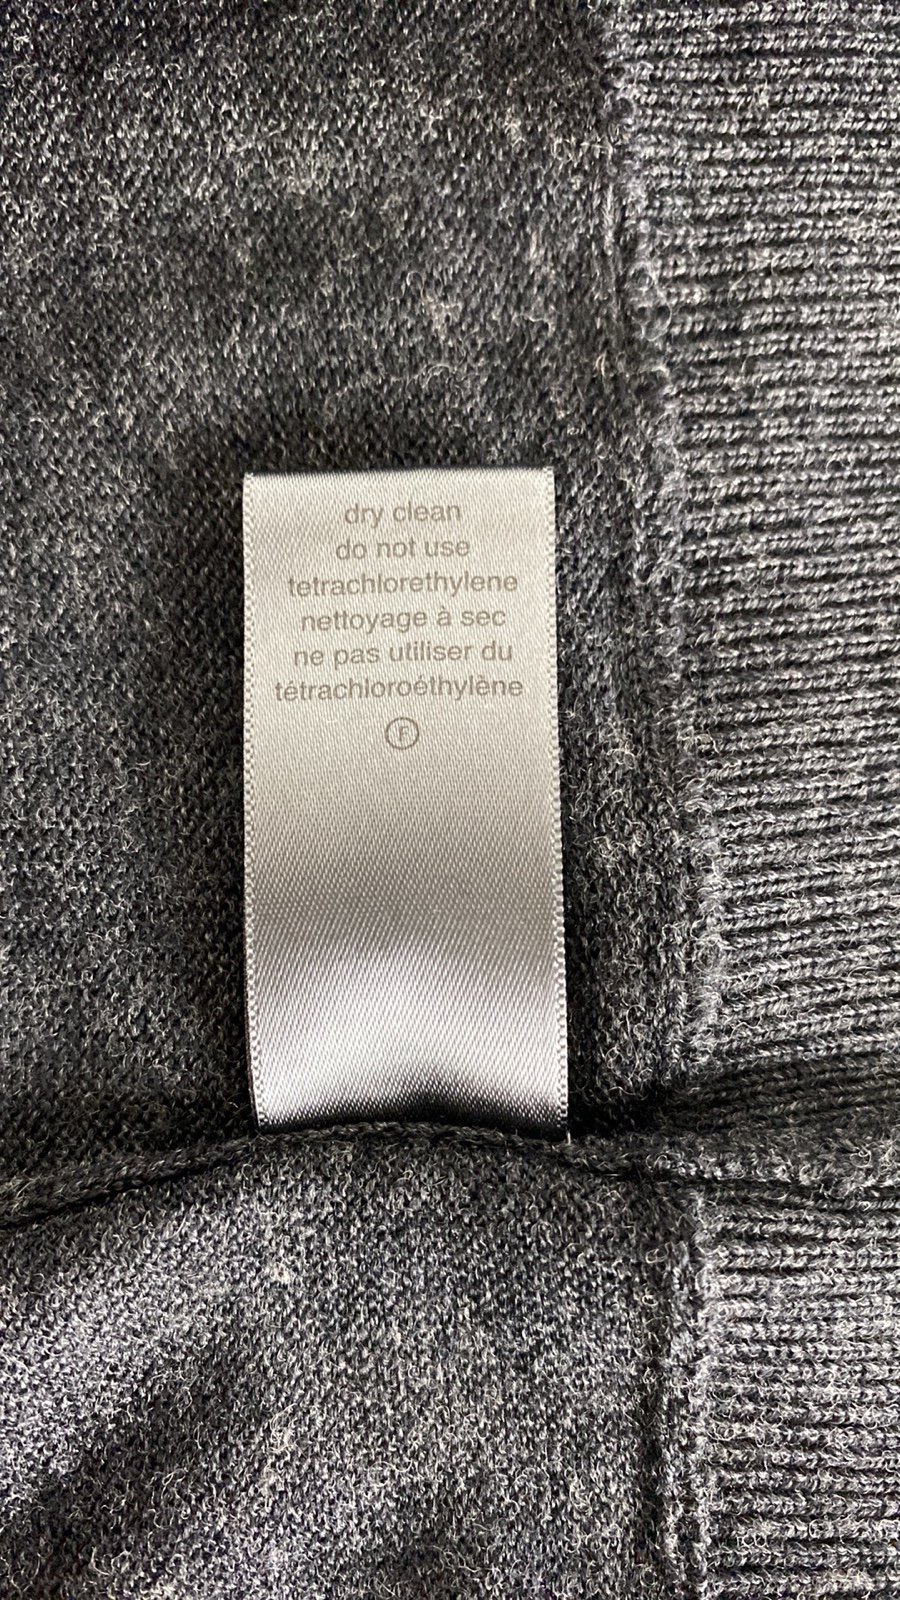 dry clean
do not use
tetrachlorethylene
nettoyage à sec
ne pas utiliser du
tétrachloroéthylène
F